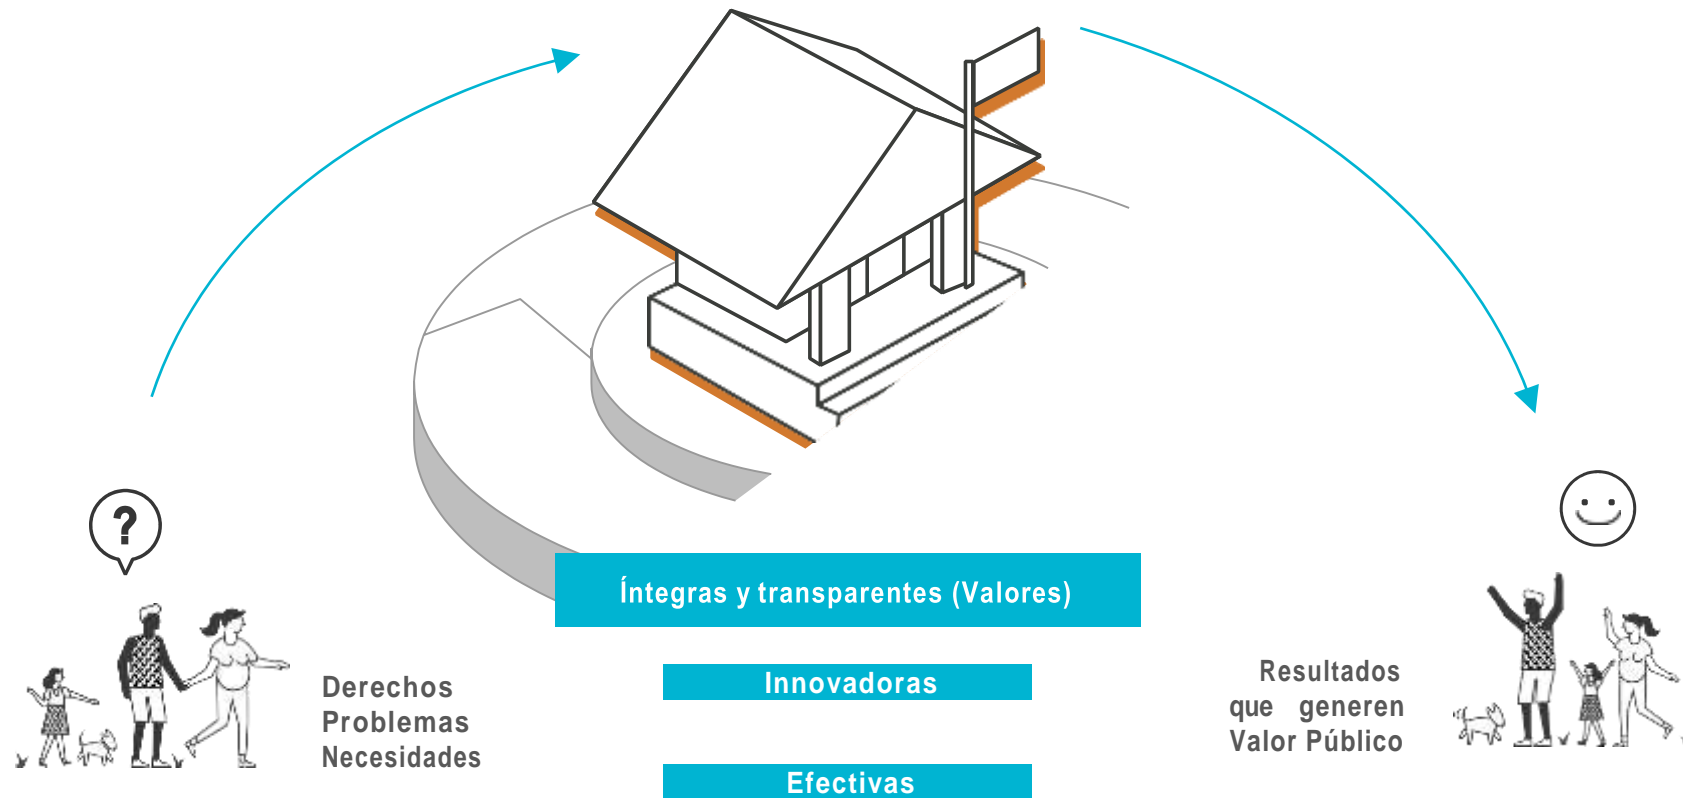 ?
Íntegras y transparentes (Valores)
Innovadoras
Efectivas
Derechos
Problemas
Necesidades
Resultados
que generen
Valor Público